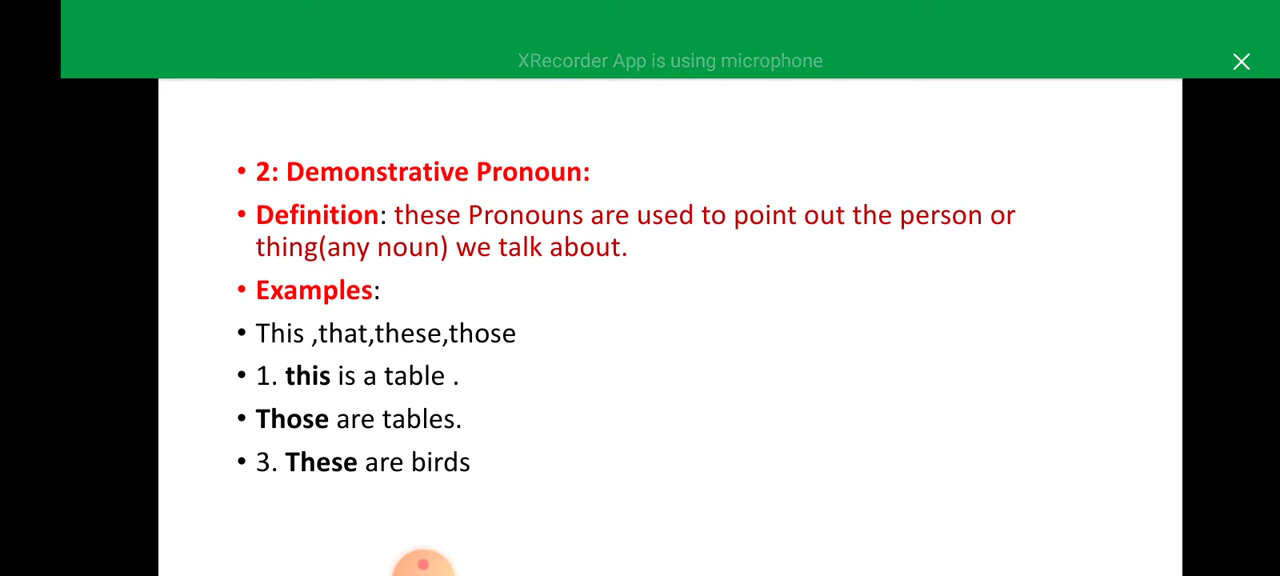 XRecorder App is using microphone
• 2: Demonstrative Pronoun:
• Definition: these Pronouns are used to point out the person or
thing(any noun) we talk about.
• Examples:
• This ,that,these,those
• 1. this is a table .
• Those are tables.
• 3. These are birds